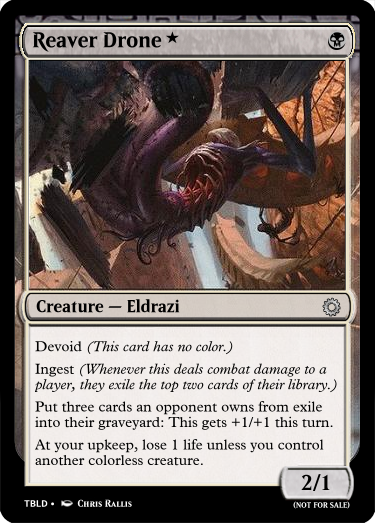 Reaver Drone★
Creature — Eldrazi
Devoid (This card has no color.)
Ingest (Whenever this deals combat damage to a
player, they exile the top two cards of their library.)
Put three cards an opponent owns from exile
into their graveyard: This gets +1/+1 this turn.
At your upkeep, lose 1 life unless you control
another colorless creature.
2/1
TBLD • Chris Rallis
(NOT FOR SALE)